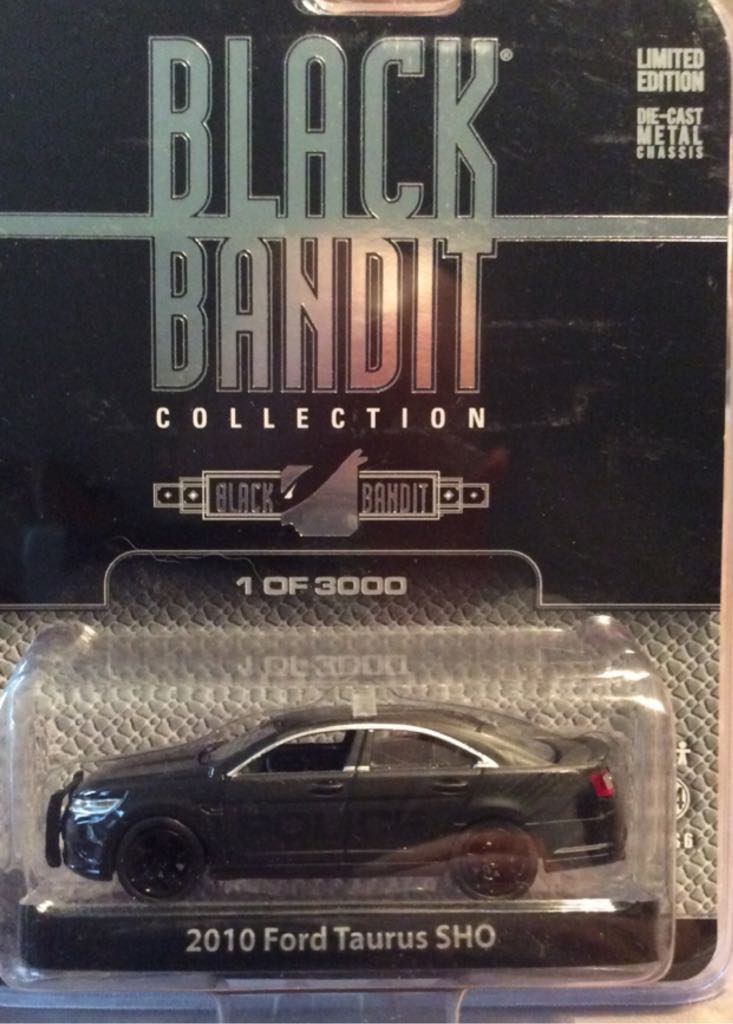 BLACK®
BANDIT
COLLECTION
LIMITED
EDITION
DIE-CAST
METAL
CHASSIS
BLACK BANDIT
1 OF 3000
2010 Ford Taurus SHO